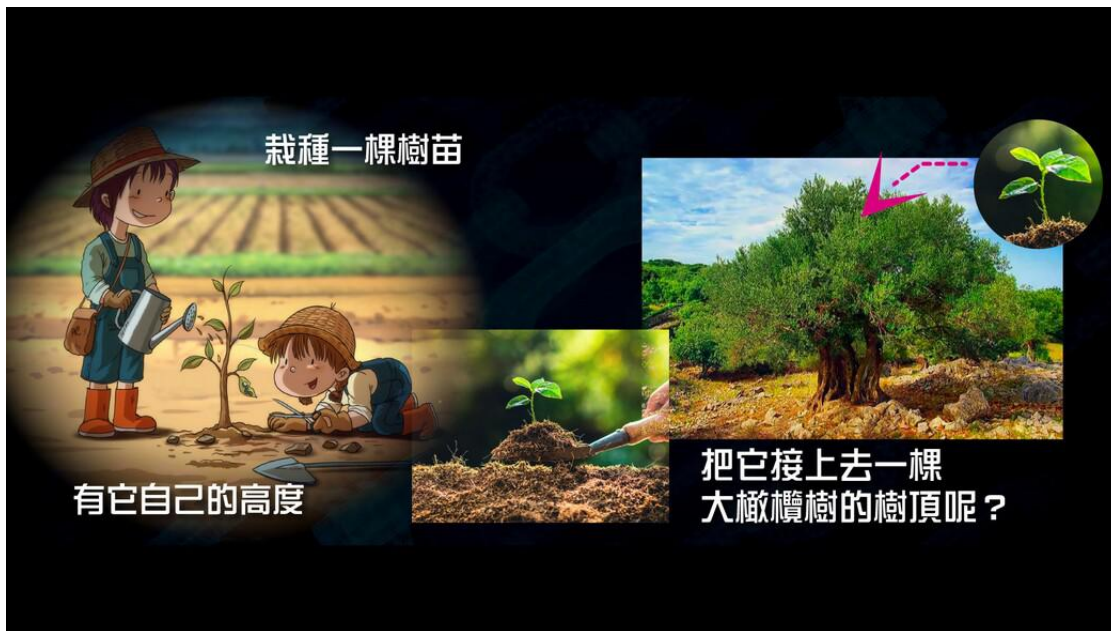 栽種一棵樹苗
有它自己的高度
把它接上去一棵
大橄欖樹的樹頂呢？